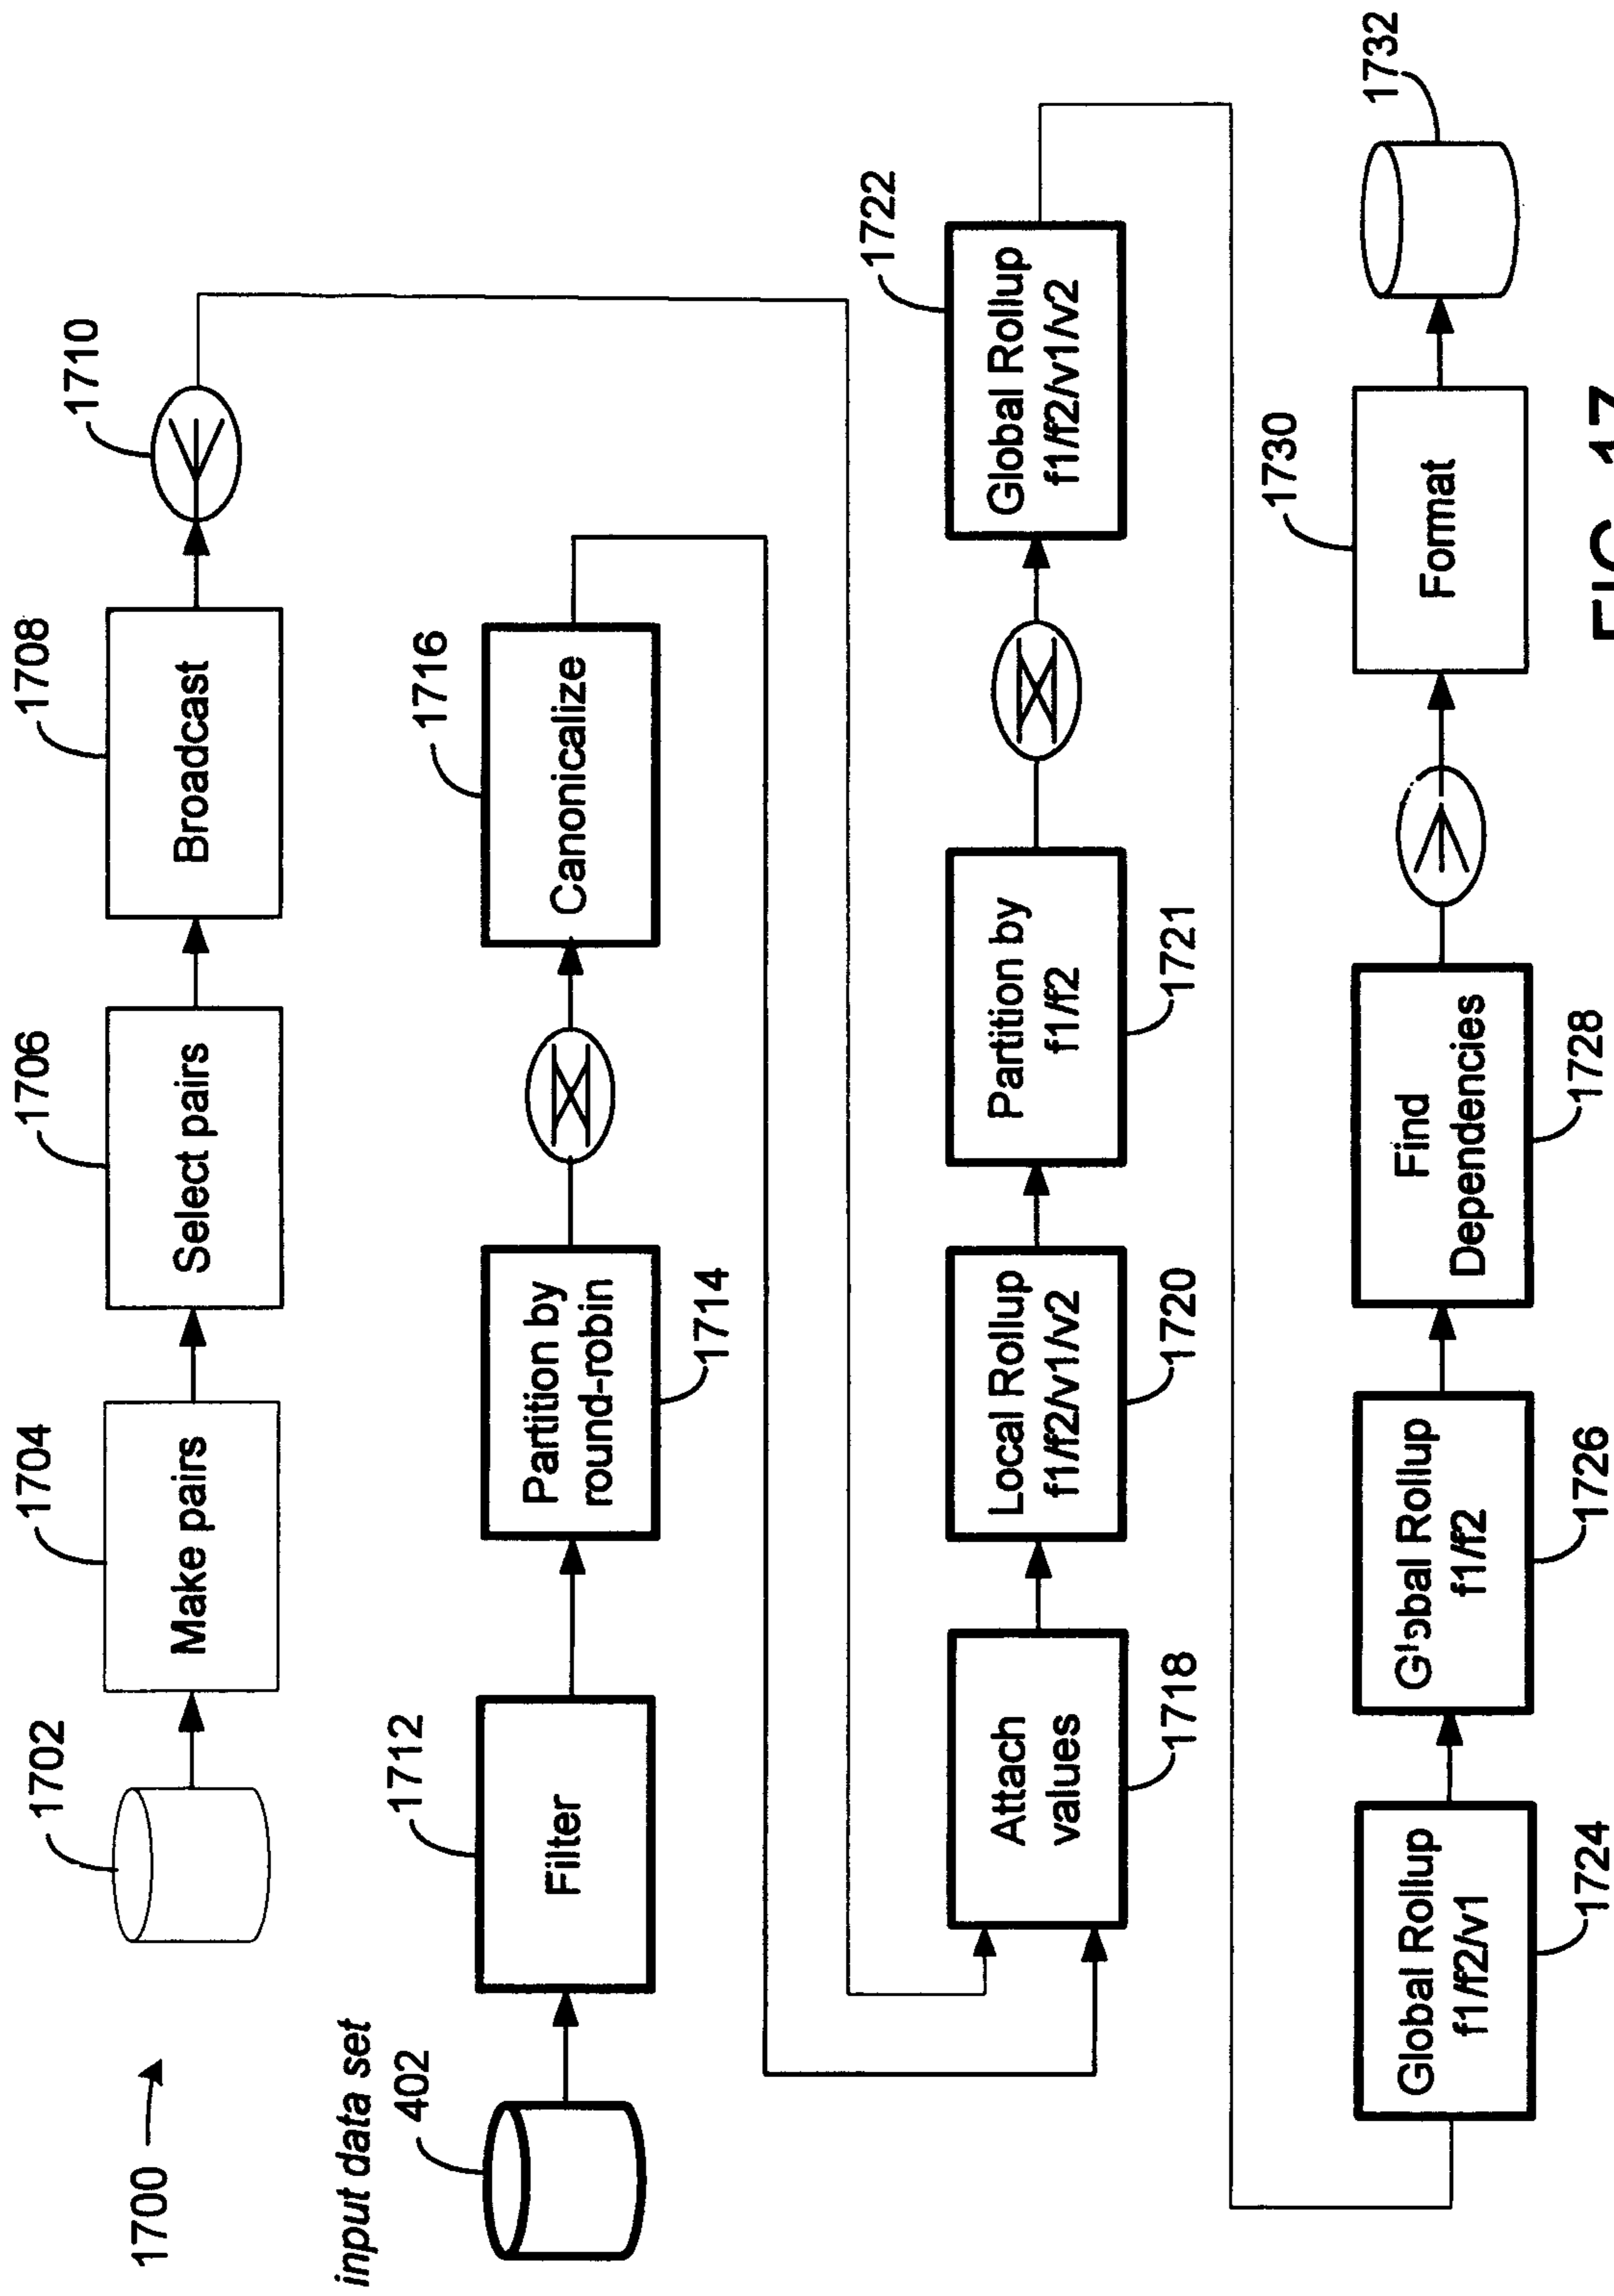 1700
1702
1704
Make pairs
1706
Select pairs
1708
Broadcast
1710
input data set
402
1712
Filter
Partition by
round-robin
1714
1716
Canonicalize
Attach
values
1718
Local Rollup
f1/f2/v1/v2
1720
Partition by
f1/f2
1721
1722
Global Rollup
f1/f2/v1/v2
Global Rollup
f1/f2/v1
1724
Global Rollup
f1/f2
1726
Find
Dependencies
1728
1730
Format
1732
FIG. 17